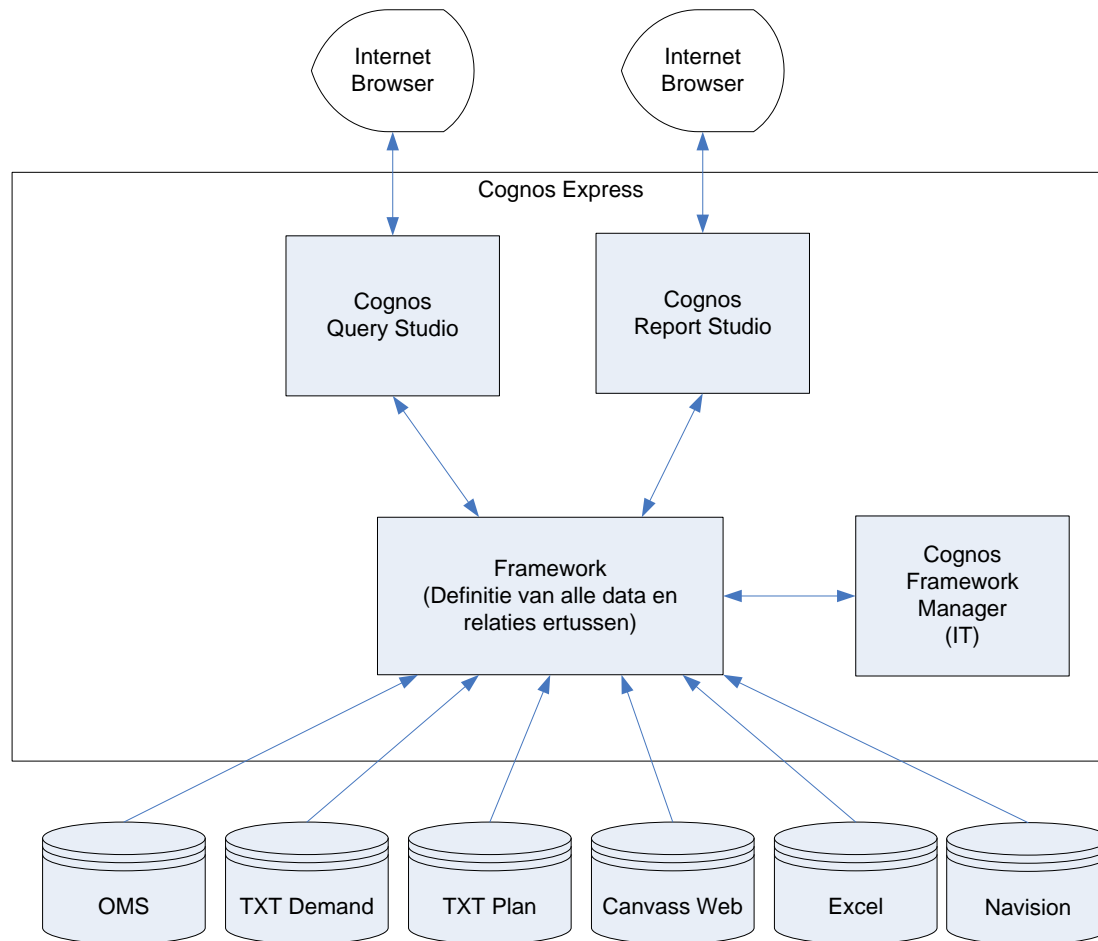 Internet
Browser
Internet
Browser
Cognos Express
Cognos
Query Studio
Cognos
Report Studio
Framework
(Definitie van alle data en
relaties ertussen)
Cognos
Framework
Manager
(IT)
OMS
TXT Demand
TXT Plan
Canvass Web
Excel
Navision